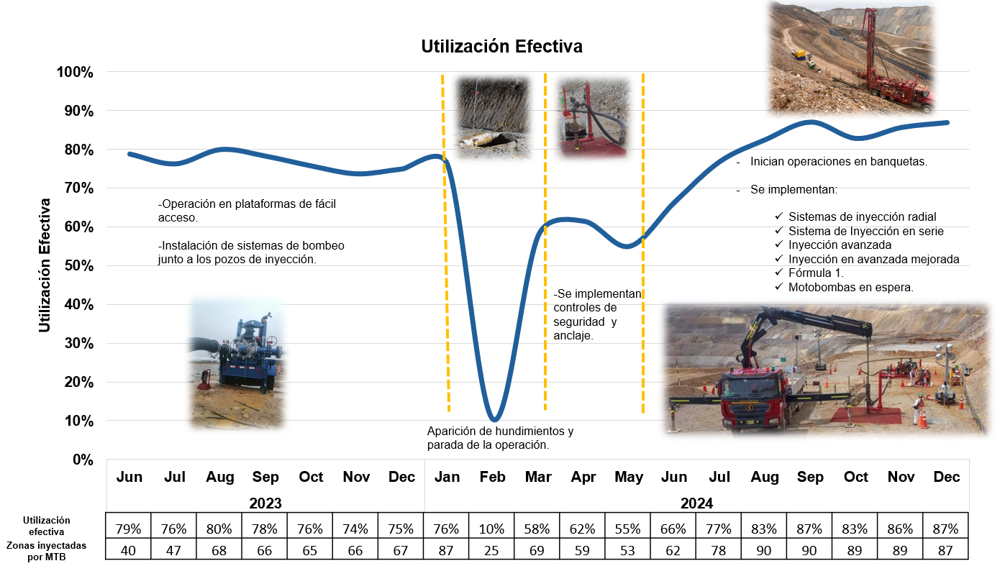 Utilización Efectiva
100%
90%
80%
70%
60%
50%
40%
30%
20%
10%
0%
Utilización Efectiva
-Operación en plataformas de fácil
acceso.
-Instalación de sistemas de bombeo
junto a los pozos de inyección.
Aparición de hundimientos y
parada de la operación.
-Se implementan
controles de
seguridad y
anclaje.
- Inician operaciones en banquetas.
- Se implementan:
✓ Sistemas de inyección radial
✓ Sistema de Inyección en serie
✓ Inyección avanzada
✓ Inyección en avanzada mejorada
✓ Fórmula 1.
✓ Motobombas en espera.
Jun Jul Aug Sep Oct Nov Dec Jan Feb Mar Apr May Jun Jul Aug Sep Oct Nov Dec
2023 2024
Utilización
efectiva
79% 76% 80% 78% 76% 74% 75% 76% 10% 58% 62% 55% 66% 77% 83% 87% 83% 86% 87%
Zonas inyectadas
por MTB
40 47 68 66 65 66 67 87 25 69 59 53 62 78 90 90 89 89 87